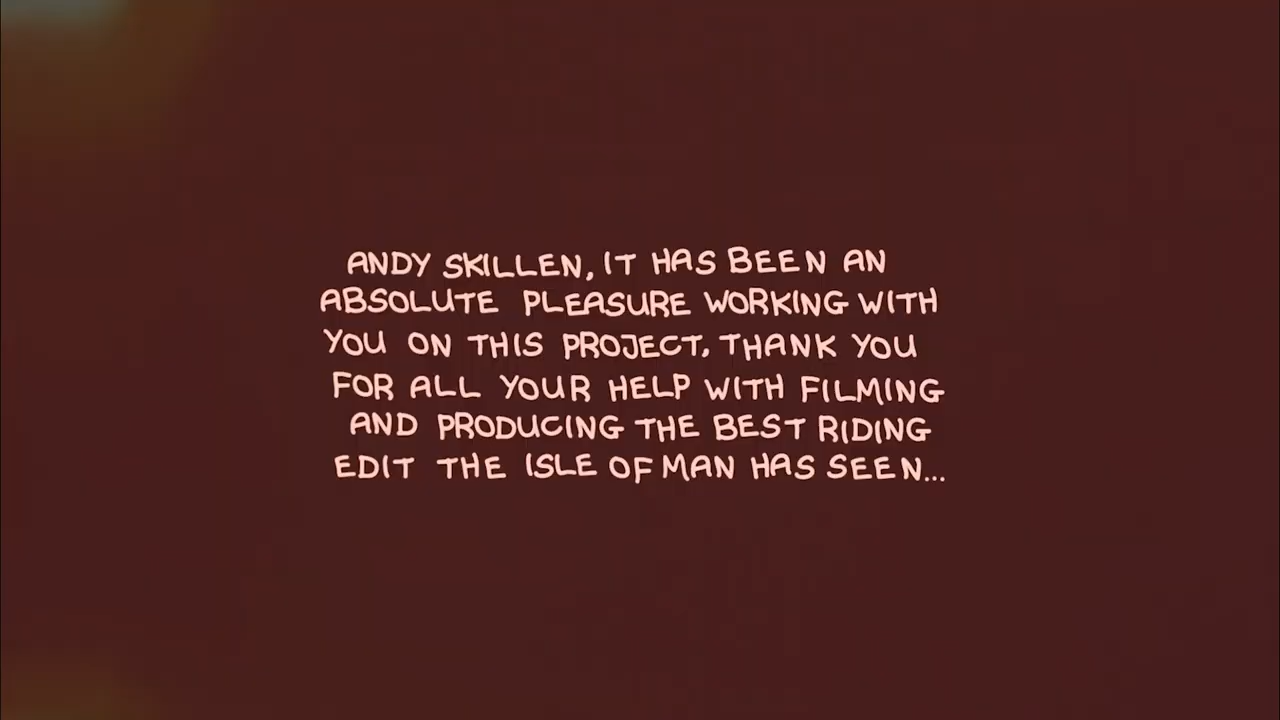 ANDY SKILLEN, IT HAS BEEN AN
ABSOLUTE PLEASURE WORKING WITH
YOU ON THIS PROJECT. THANK YOU
FOR ALL YOUR HELP WITH FILMING
AND PRODUCING THE BEST RIDING
EDIT THE ISLE OF MAN HAS SEEN...